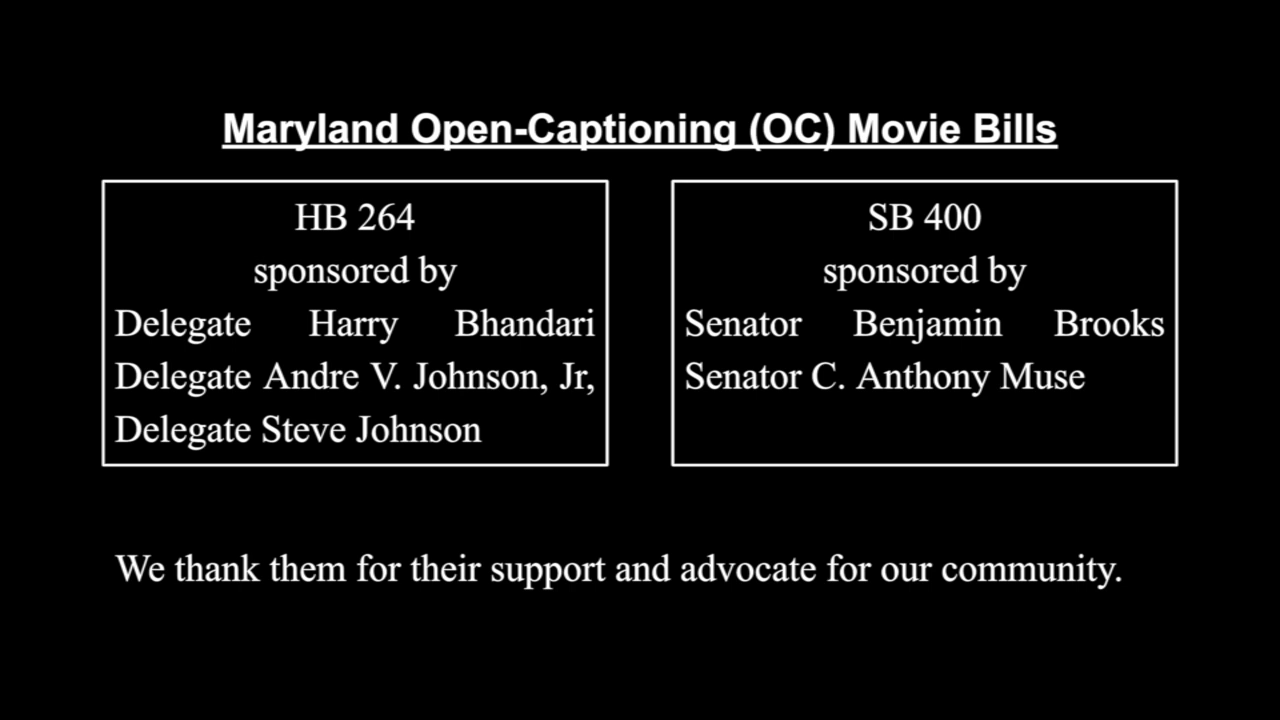 Maryland Open-Captioning (OC) Movie Bills
HB 264
sponsored by
Delegate Harry Bhandari
Delegate Andre V. Johnson, Jr,
Delegate Steve Johnson
SB 400
sponsored by
Senator Benjamin Brooks
Senator C. Anthony Muse
We thank them for their support and advocate for our community.